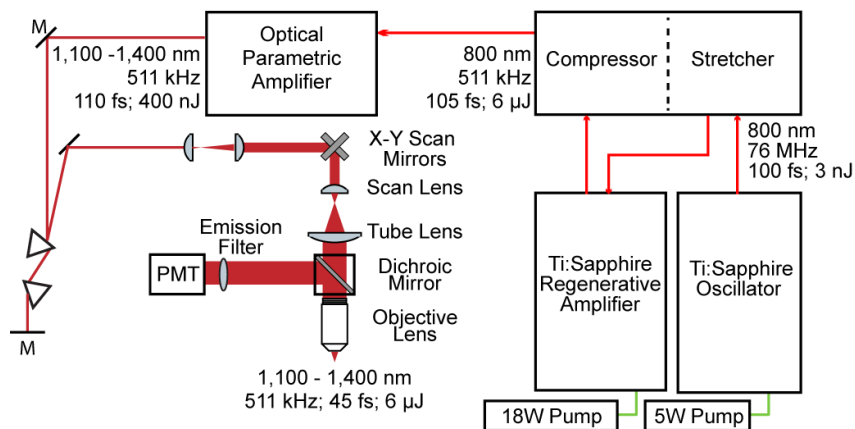 M
1,100 -1,400 nm
511 kHz
110 fs; 400 nJ
Optical
Parametric
Amplifier
800 nm
511 kHz
105 fs; 6 µJ
Compressor
Stretcher
800 nm
76 MHz
100 fs; 3 nJ
X-Y Scan
Mirrors
Scan Lens
Tube Lens
Emission
Filter
PMT
Dichroic
Mirror
Objective
Lens
M
1,100 - 1,400 nm
511 kHz; 45 fs; 6 µJ
Ti:Sapphire
Regenerative
Amplifier
Ti:Sapphire
Oscillator
18W Pump
5W Pump